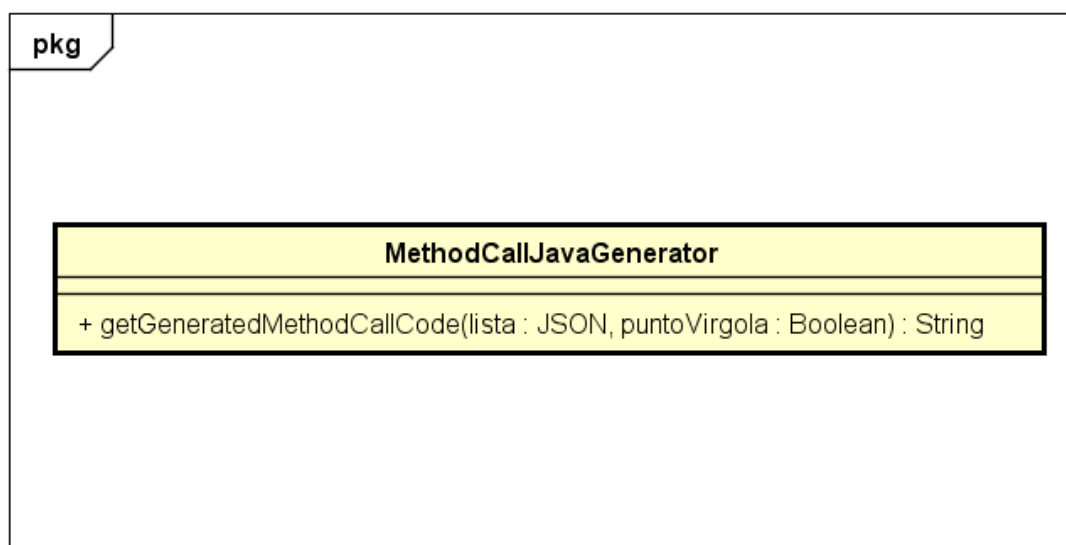 pkg
MethodCallJavaGenerator
+ getGeneratedMethodCallCode(lista : JSON, puntoVirgola : Boolean) : String